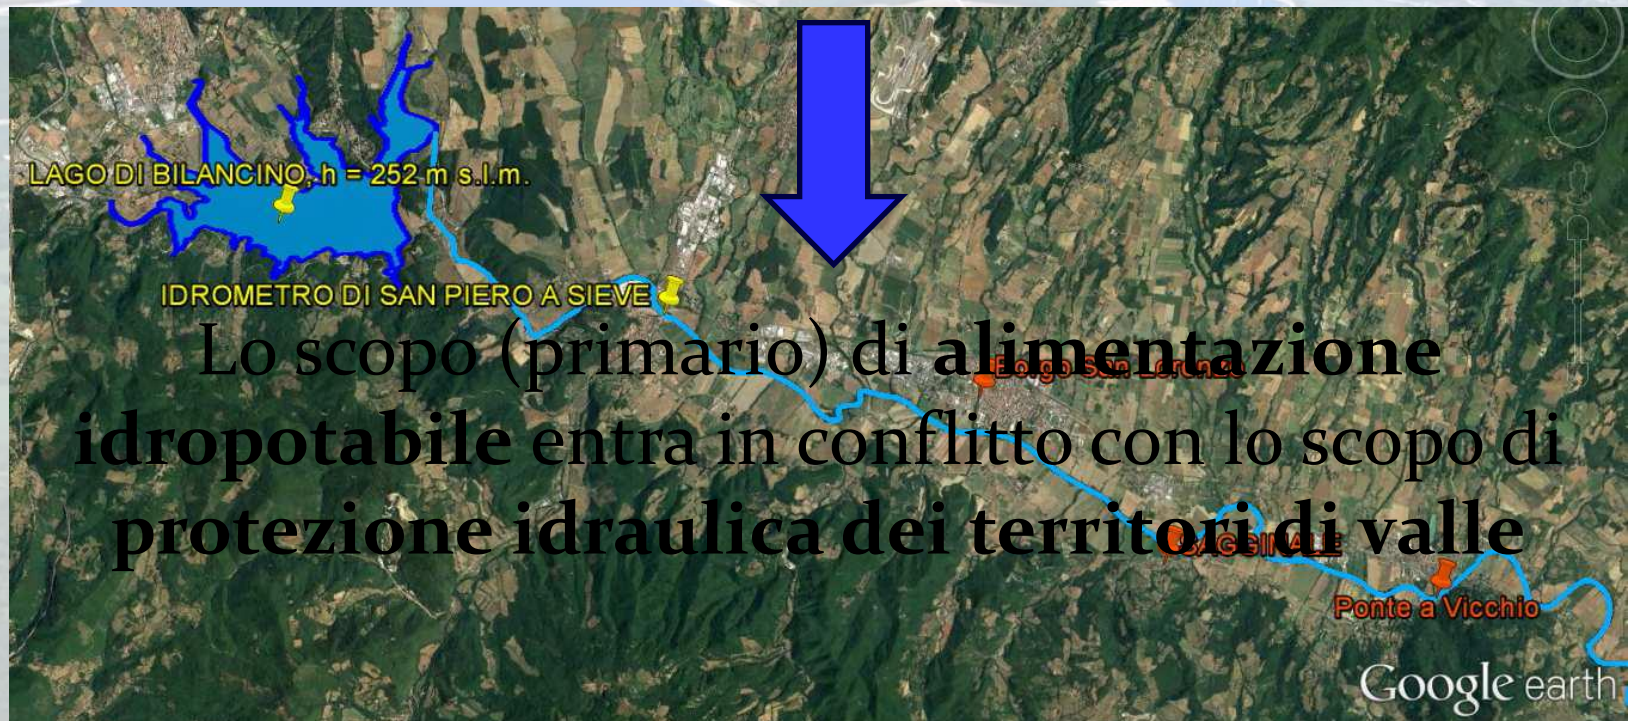 LAGO DI BILANCINO, h = 252 m s.l.m.
IDROMETRO DI SAN PIERO A SIEVE
Lo scopo (primario) di alimentazione
Borgo San Lorenzo
idropotabile entra in conflitto con lo scopo di
protezione idraulica dei territori di valle
SAGGINALE
Ponte a Vicchio
Google earth